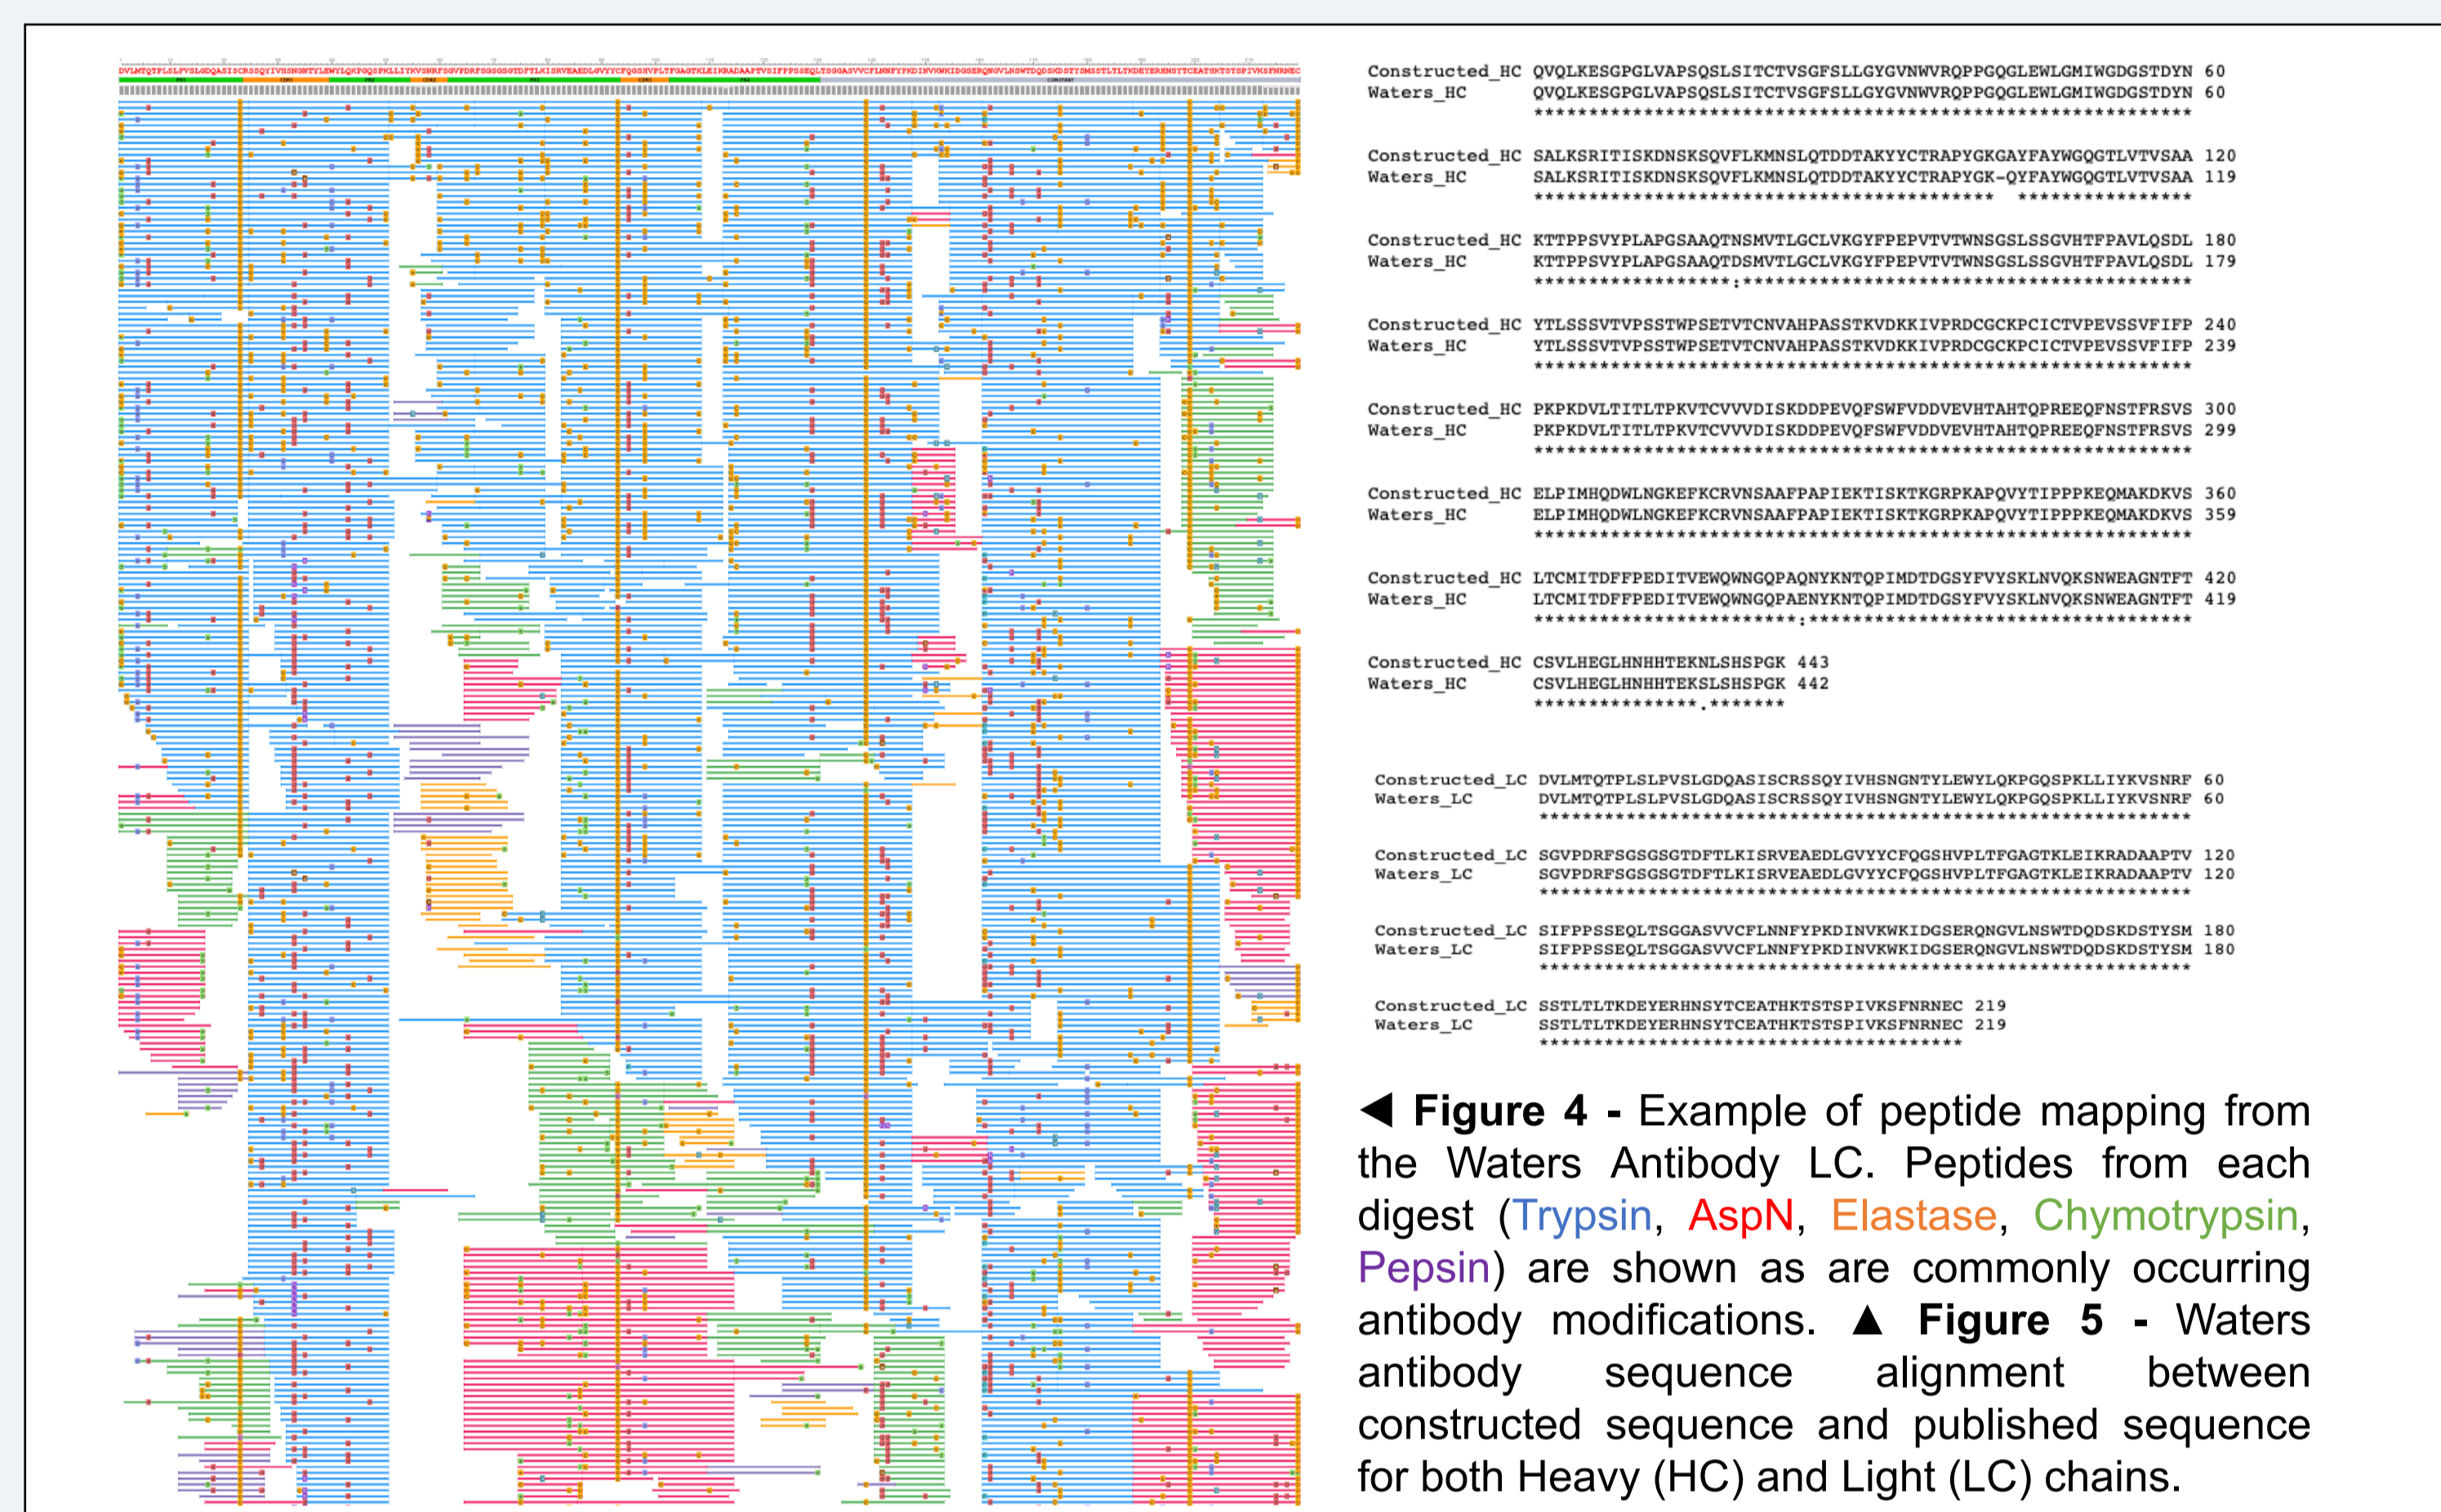 DVLMTQTPLSLPVSLGDQASISCRSSQYIVHSNGNTYLEWYLQKPGQSPKLLIYKVSNRFSGVPDRFSGSGSGTDFTLKISRVEAEDLGVYYCFQGSHVPLTFGAGTKLEIKRADAAPTVSIFPPSSEQLTSGGASVVCFLNNFYPKDINVKWKIDGSERQNGVLNSWTDQDSKDSTYSMSSTLTLTKDEYERHNSYTCEATHKTSTSPIVKSFNRNEC
Constructed_HC QVQLKESGPGLVAPSQSLSITCTVSGFSLLGYGVNWVRQPPGQGLEWLGMIWGDGSTDYN 60
Waters_HC QVQLKESGPGLVAPSQSLSITCTVSGFSLLGYGVNWVRQPPGQGLEWLGMIWGDGSTDYN 60
************************************************************
Constructed_HC SALKSRITISKDNSKSQVFLKMNSLQTDDTAKYYCTRAPYGKGAYFAYWGQGTLVTVSAA 120
Waters_HC SALKSRITISKDNSKSQVFLKMNSLQTDDTAKYYCTRAPYGK-QYFAYWGQGTLVTVSAA 119
****************************************** ****************
Constructed_HC KTTPPSVYPLAPGSAAQTNSMVTLGCLVKGYFPEPVTVTWNSGSLSSGVHTFPAVLQSDL 180
Waters_HC KTTPPSVYPLAPGSAAQTDSMVTLGCLVKGYFPEPVTVTWNSGSLSSGVHTFPAVLQSDL 179
******************:*****************************************
Constructed_HC YTLSSSVTVPSSTWPSETVTCNVAHPASSTKVDKKIVPRDCGCKPCICTVPEVSSVFIFP 240
Waters_HC YTLSSSVTVPSSTWPSETVTCNVAHPASSTKVDKKIVPRDCGCKPCICTVPEVSSVFIFP 239
************************************************************
Constructed_HC PKPKDVLTITLTPKVTCVVVDISKDDPEVQFSWFVDDVEVHTAHTQPREEQFNSTFRSVS 300
Waters_HC PKPKDVLTITLTPKVTCVVVDISKDDPEVQFSWFVDDVEVHTAHTQPREEQFNSTFRSVS 299
************************************************************
Constructed_HC ELPIMHQDWLNGKEFKCRVNSAAFPAPIEKTISKTKGRPKAPQVYTIPPPKEQMAKDKVS 360
Waters_HC ELPIMHQDWLNGKEFKCRVNSAAFPAPIEKTISKTKGRPKAPQVYTIPPPKEQMAKDKVS 359
************************************************************
Constructed_HC LTCMITDFFPEDITVEWQWNGQPAQNYKNTQPIMDTDGSYFVYSKLNVQKSNWEAGNTFT 420
Waters_HC LTCMITDFFPEDITVEWQWNGQPAENYKNTQPIMDTDGSYFVYSKLNVQKSNWEAGNTFT 419
************************:***********************************
Constructed_HC CSVLHEGLHNHHTEKNLSHSPGK 443
Waters_HC CSVLHEGLHNHHTEKSLSHSPGK 442
***************.*******
Constructed_LC DVLMTQTPLSLPVSLGDQASISCRSSQYIVHSNGNTYLEWYLQKPGQSPKLLIYKVSNRF 60
Waters_LC DVLMTQTPLSLPVSLGDQASISCRSSQYIVHSNGNTYLEWYLQKPGQSPKLLIYKVSNRF 60
************************************************************
Constructed_LC SGVPDRFSGSGSGTDFTLKISRVEAEDLGVYYCFQGSHVPLTFGAGTKLEIKRADAAPTV 120
Waters_LC SGVPDRFSGSGSGTDFTLKISRVEAEDLGVYYCFQGSHVPLTFGAGTKLEIKRADAAPTV 120
************************************************************
Constructed_LC SIFPPSSEQLTSGGASVVCFLNNFYPKDINVKWKIDGSERQNGVLNSWTDQDSKDSTYSM 180
Waters_LC SIFPPSSEQLTSGGASVVCFLNNFYPKDINVKWKIDGSERQNGVLNSWTDQDSKDSTYSM 180
************************************************************
Constructed_LC SSTLTLTKDEYERHNSYTCEATHKTSTSPIVKSFNRNEC 219
Waters_LC SSTLTLTKDEYERHNSYTCEATHKTSTSPIVKSFNRNEC 219
***************************************
◄ Figure 4 - Example of peptide mapping from
the Waters Antibody LC. Peptides from each
digest (Trypsin, AspN, Elastase, Chymotrypsin,
Pepsin) are shown as are commonly occurring
antibody modifications. ▲ Figure 5 - Waters
antibody sequence alignment between
constructed sequence and published sequence
for both Heavy (HC) and Light (LC) chains.